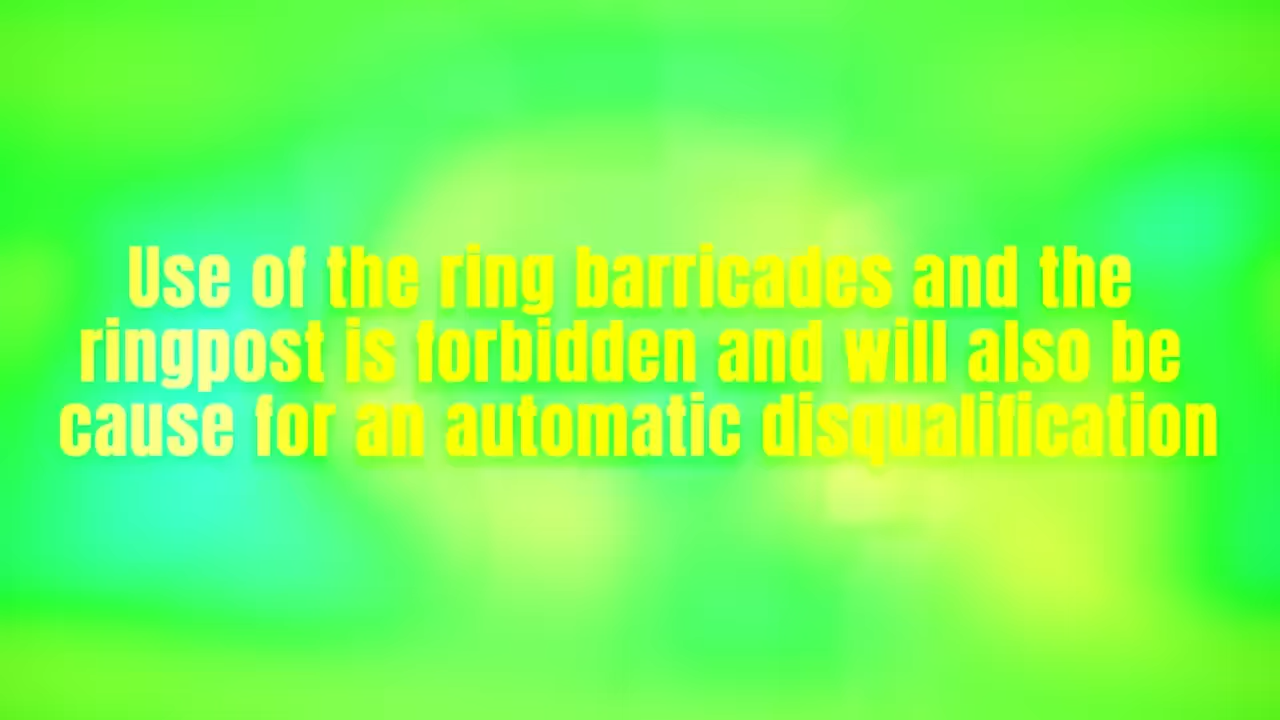 Use of the ring barricades and the
ringpost is forbidden and will also be
cause for an automatic disqualification